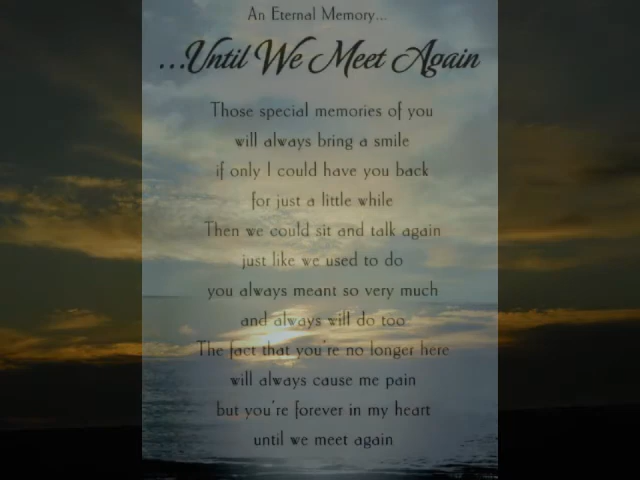 An Eternal Memory...
...Until We Meet Again
Those special memories of you
will always bring a smile
if only I could have you back
for just a little while
Then we could sit and talk again
just like we used to do
you always meant so very much
and always will do too
The fact that you're no longer here
will always cause me pain
but you're forever in my heart
until we meet again